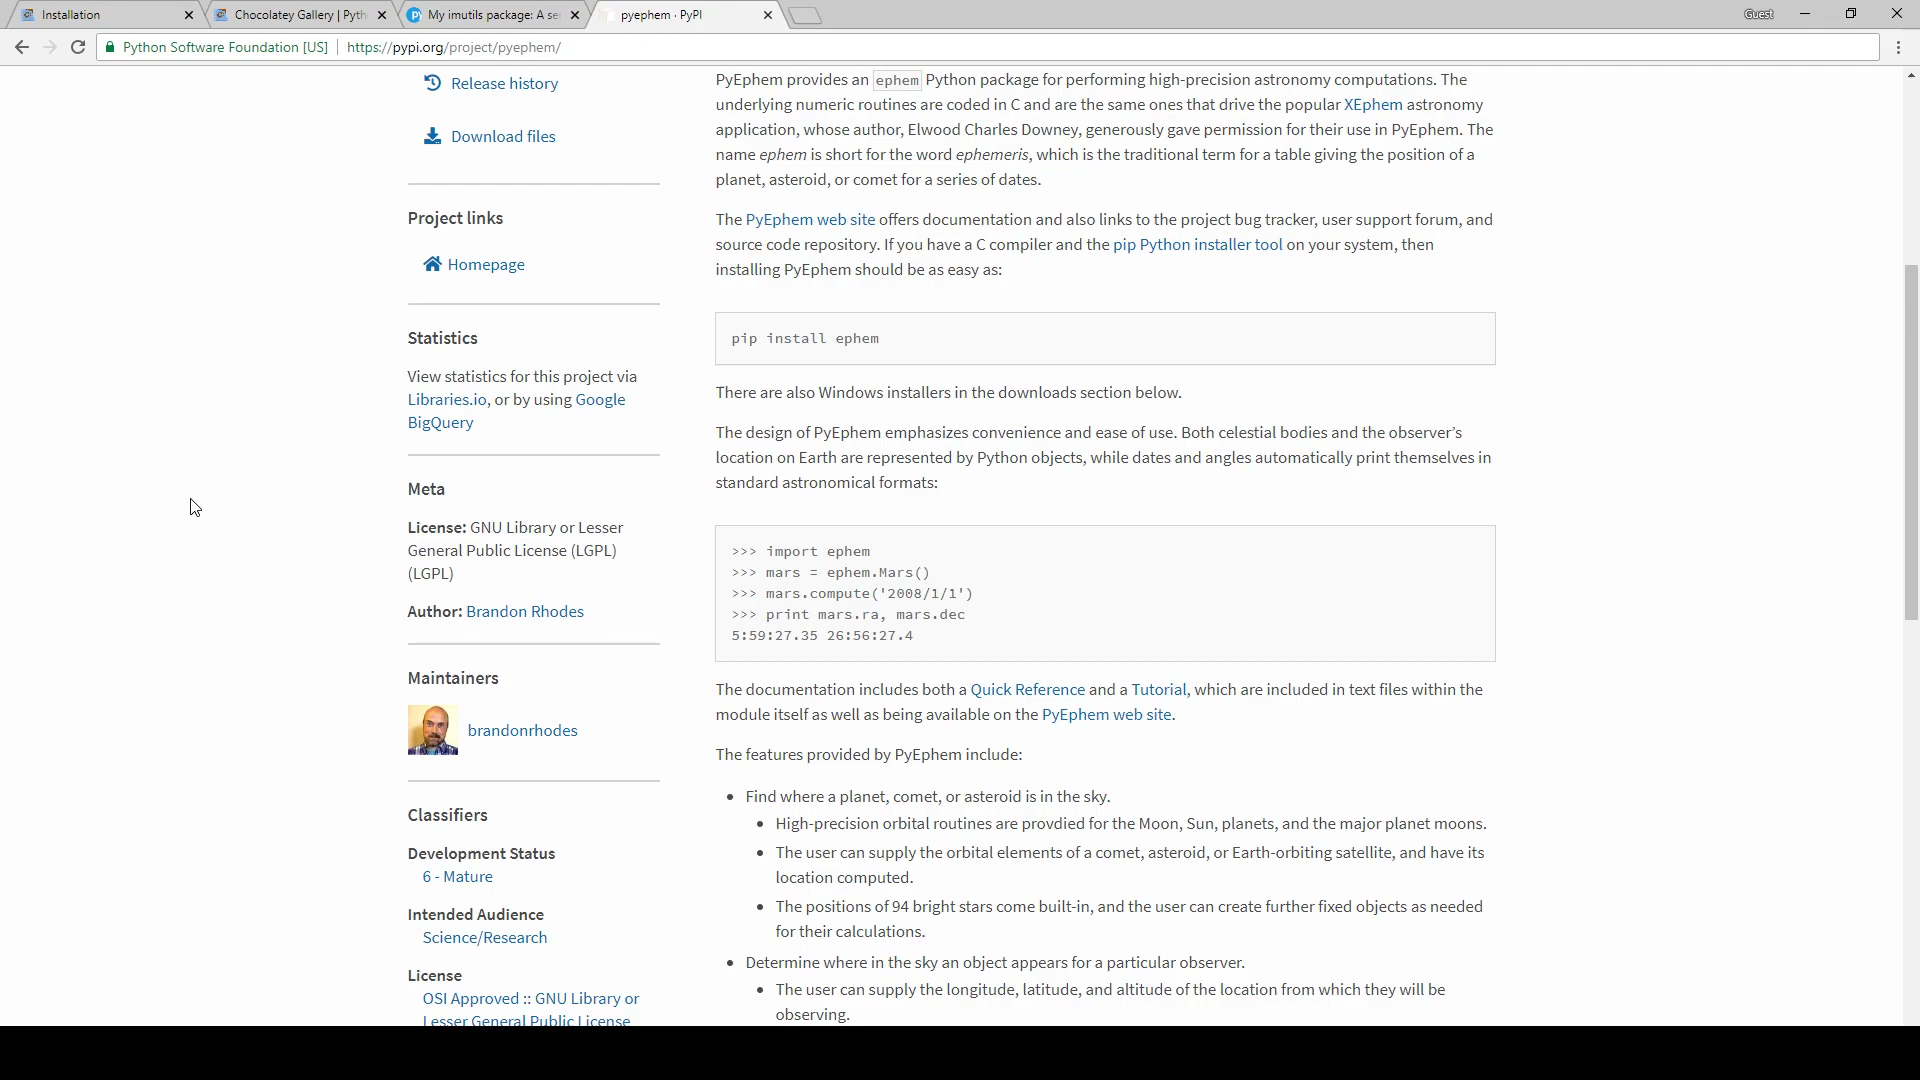 Installation
Chocolatey Gallery | Pyth
My imutils package: A se
pyephem · PyPI
Guest
Python Software Foundation [US]
https://pypi.org/project/pyephem/
Release history
Download files
Project links
Homepage
Statistics
View statistics for this project via
Libraries.io, or by using Google
BigQuery
Meta
License: GNU Library or Lesser
General Public License (LGPL)
(LGPL)
Author: Brandon Rhodes
Maintainers
brandonrhodes
Classifiers
Development Status
6 - Mature
Intended Audience
Science/Research
License
OSI Approved :: GNU Library or
Lesser General Public License
PyEphem provides an ephem Python package for performing high-precision astronomy computations. The
underlying numeric routines are coded in C and are the same ones that drive the popular XEphem astronomy
application, whose author, Elwood Charles Downey, generously gave permission for their use in PyEphem. The
name ephem is short for the word ephemeris, which is the traditional term for a table giving the position of a
planet, asteroid, or comet for a series of dates.
The PyEphem web site offers documentation and also links to the project bug tracker, user support forum, and
source code repository. If you have a C compiler and the pip Python installer tool on your system, then
installing PyEphem should be as easy as:
pip install ephem
There are also Windows installers in the downloads section below.
The design of PyEphem emphasizes convenience and ease of use. Both celestial bodies and the observer’s
location on Earth are represented by Python objects, while dates and angles automatically print themselves in
standard astronomical formats:
>>> import ephem
>>> mars = ephem.Mars()
>>> mars.compute('2008/1/1')
>>> print mars.ra, mars.dec
5:59:27.35 26:56:27.4
The documentation includes both a Quick Reference and a Tutorial, which are included in text files within the
module itself as well as being available on the PyEphem web site.
The features provided by PyEphem include:
• Find where a planet, comet, or asteroid is in the sky.
• High-precision orbital routines are provdied for the Moon, Sun, planets, and the major planet moons.
• The user can supply the orbital elements of a comet, asteroid, or Earth-orbiting satellite, and have its
location computed.
• The positions of 94 bright stars come built-in, and the user can create further fixed objects as needed
for their calculations.
• Determine where in the sky an object appears for a particular observer.
• The user can supply the longitude, latitude, and altitude of the location from which they will be
observing.